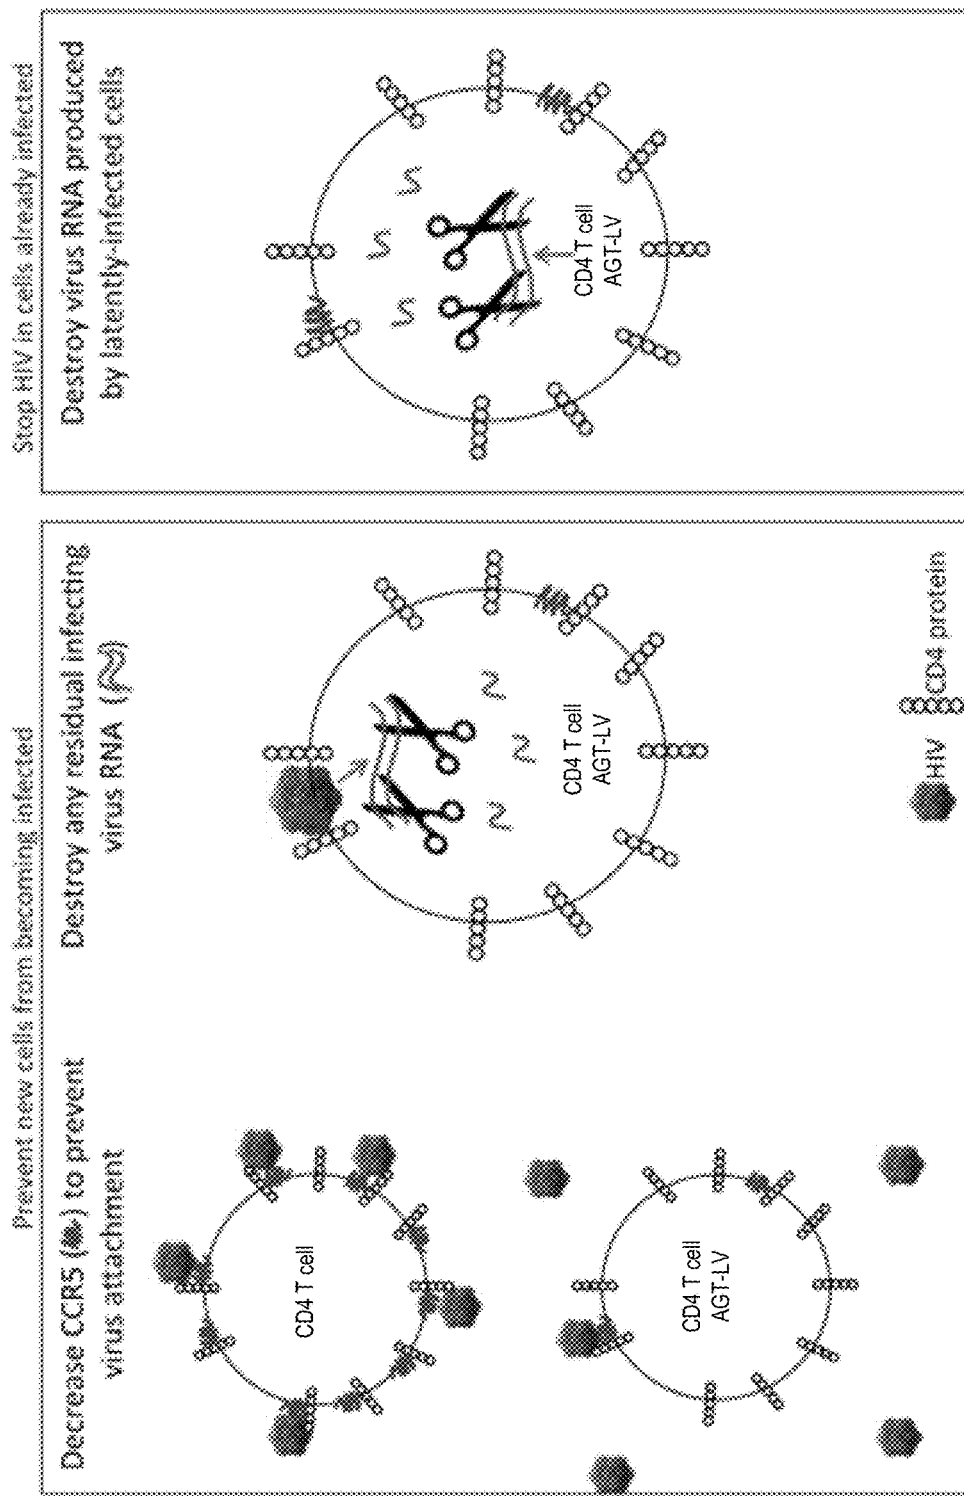 Prevent new cells from becoming infected
Decrease CCR5 ( ) to prevent
virus attachment
CD4 T cell
CD4 T cell
AGT-LV
Destroy any residual infecting
virus RNA ( )
CD4 T cell
AGT-LV
HIV
CD4 protein
Stop HIV in cells already infected
Destroy virus RNA produced
by latently-infected cells
CD4 T cell
AGT-LV